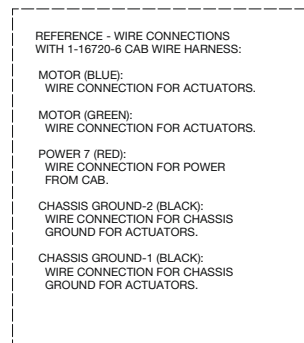 REFERENCE - WIRE CONNECTIONS
WITH 1-16720-6 CAB WIRE HARNESS:
MOTOR (BLUE):
WIRE CONNECTION FOR ACTUATORS.
MOTOR (GREEN):
WIRE CONNECTION FOR ACTUATORS.
POWER 7 (RED):
WIRE CONNECTION FOR POWER
FROM CAB.
CHASSIS GROUND-2 (BLACK):
WIRE CONNECTION FOR CHASSIS
GROUND FOR ACTUATORS.
CHASSIS GROUND-1 (BLACK):
WIRE CONNECTION FOR CHASSIS
GROUND FOR ACTUATORS.